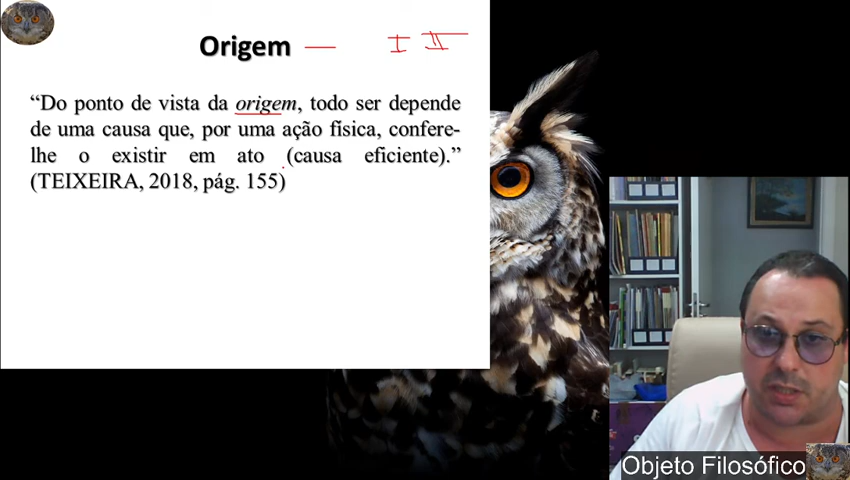 Origem — I II
“Do ponto de vista da origem, todo ser depende
de uma causa que, por uma ação física, confere-
lhe o existir em ato (causa eficiente).”
(TEIXEIRA, 2018, pág. 155)
Objeto Filosófico